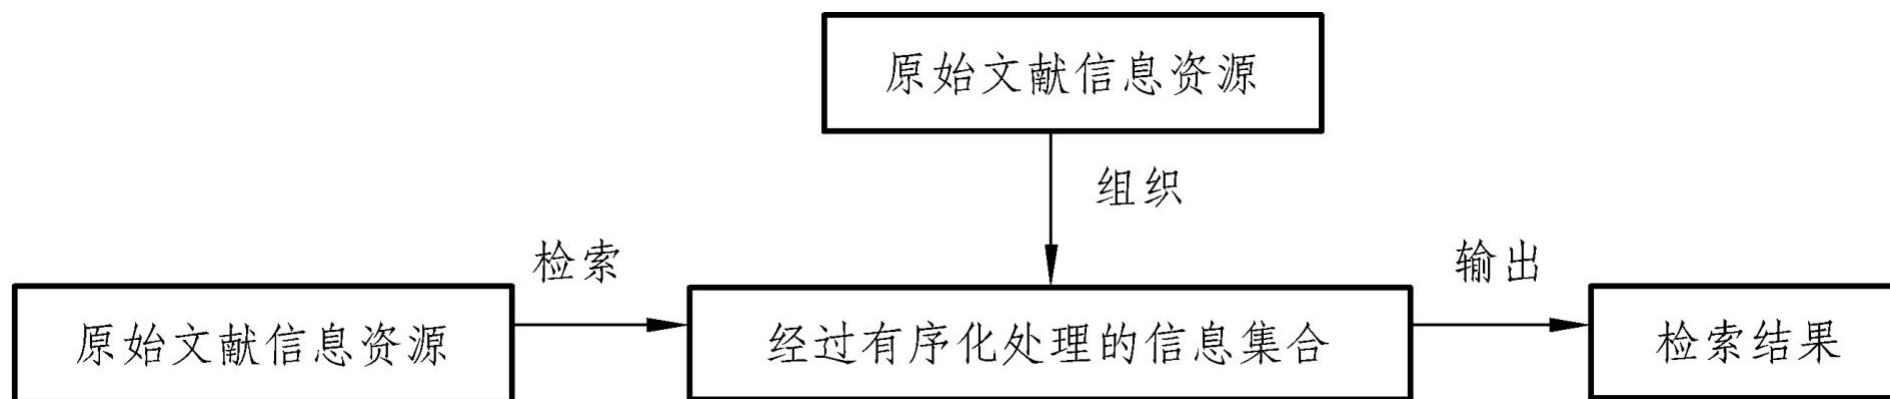 原始文献信息资源
组织
检索
输出
原始文献信息资源
经过有序化处理的信息集合
检索结果